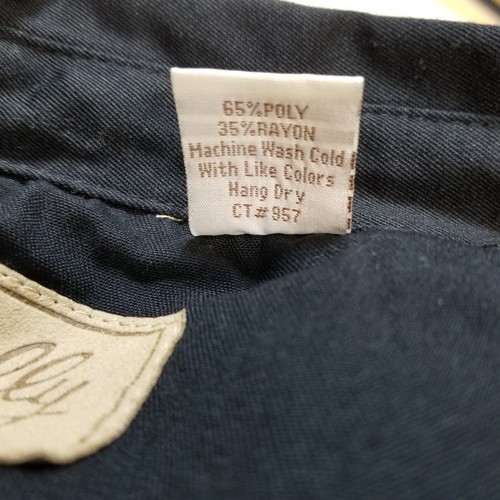 65%POLY
35%RAYON
Machine Wash Cold
With Like Colors
Hang Dry
CT#957